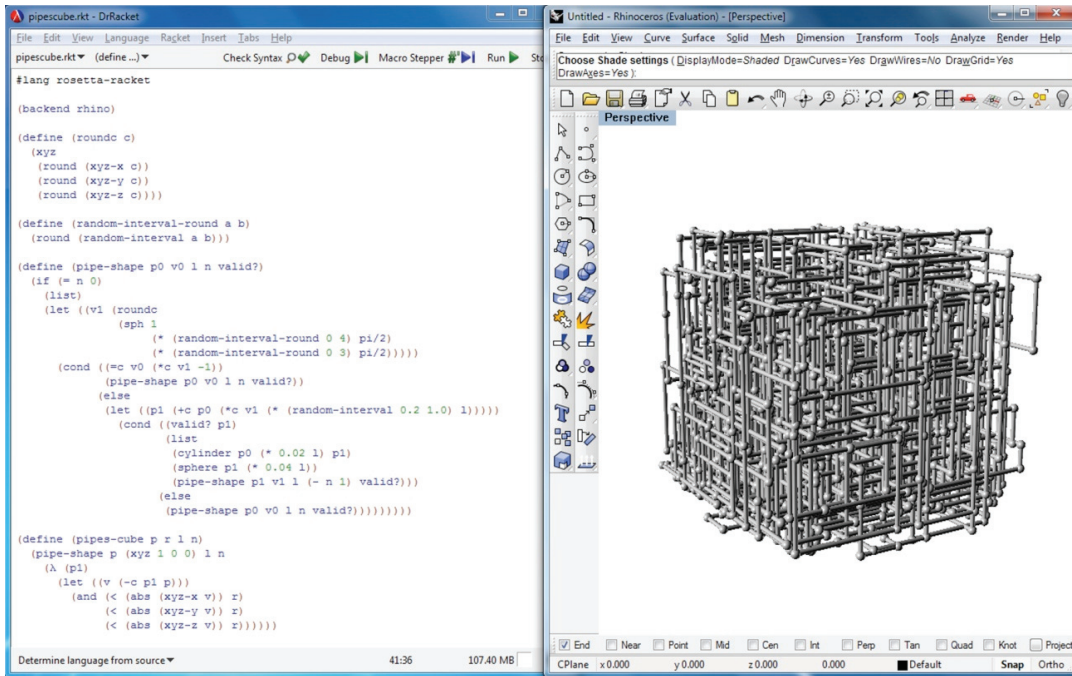 pipescube.rkt - DrRacket
File Edit View Language Racket Insert Tabs Help
pipescube.rkt▼ (define ...)▼ Check Syntax Debug Macro Stepper Run
#lang rosetta-racket
(backend rhino)
(define (roundc c)
(xyz
(round (xyz-x c))
(round (xyz-y c))
(round (xyz-z c))))
(define (random-interval-round a b)
(round (random-interval a b)))
(define (pipe-shape p0 v0 l n valid?)
(if (= n 0)
(list)
(let ((v1 (roundc
(sph 1
(* (random-interval-round 0 4) pi/2)
(* (random-interval-round 0 3) pi/2)))))
(cond ((=c v0 (*c v1 -1))
(pipe-shape p0 v0 l n valid?))
(else
(let ((p1 (+c p0 (*c v1 (* (random-interval 0.2 1.0) l)))))
(cond ((valid? p1)
(list
(cylinder p0 (* 0.02 l) p1)
(sphere p1 (* 0.04 l))
(pipe-shape p1 v1 l (- n 1) valid?)))
(else
(pipe-shape p0 v0 l n valid?)))))))))
(define (pipes-cube p r l n)
(pipe-shape p (xyz 1 0 0) l n
(λ (p1)
(let ((v (-c p1 p)))
(and (< (abs (xyz-x v)) r)
(< (abs (xyz-y v)) r)
(< (abs (xyz-z v)) r))))))
Determine language from source▼ 41:36 107.40 MB
Untitled - Rhinoceros (Evaluation) - [Perspective]
File Edit View Curve Surface Solid Mesh Dimension Transform Tools Analyze Render Help
Choose Shade settings ( DisplayMode=Shaded DrawCurves=Yes DrawWires=No DrawGrid=Yes
DrawAxes=Yes ):
Perspective
End Near Point Mid Cen Int Perp Tan Quad Knot Project
CPlane x 0.000 y 0.000 z 0.000 0.000 Default Snap Ortho